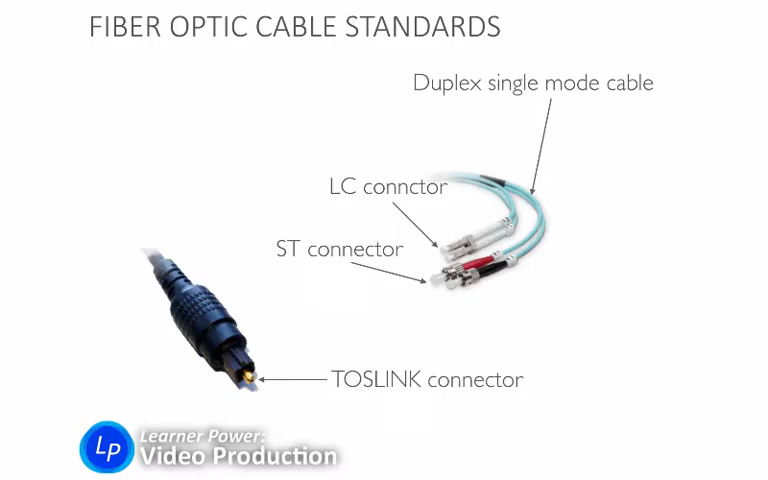 FIBER OPTIC CABLE STANDARDS
Duplex single mode cable
LC connctor
ST connector
TOSLINK connector
LP
Learner Power:
Video Production